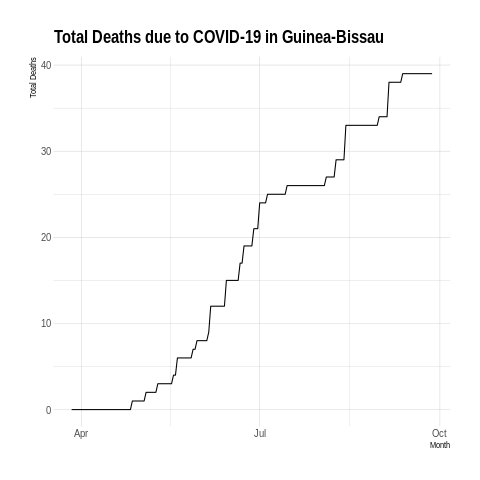 Total Deaths due to COVID-19 in Guinea-Bissau
Total Deaths
40
30
20
10
0
Apr
Jul
Oct
Month